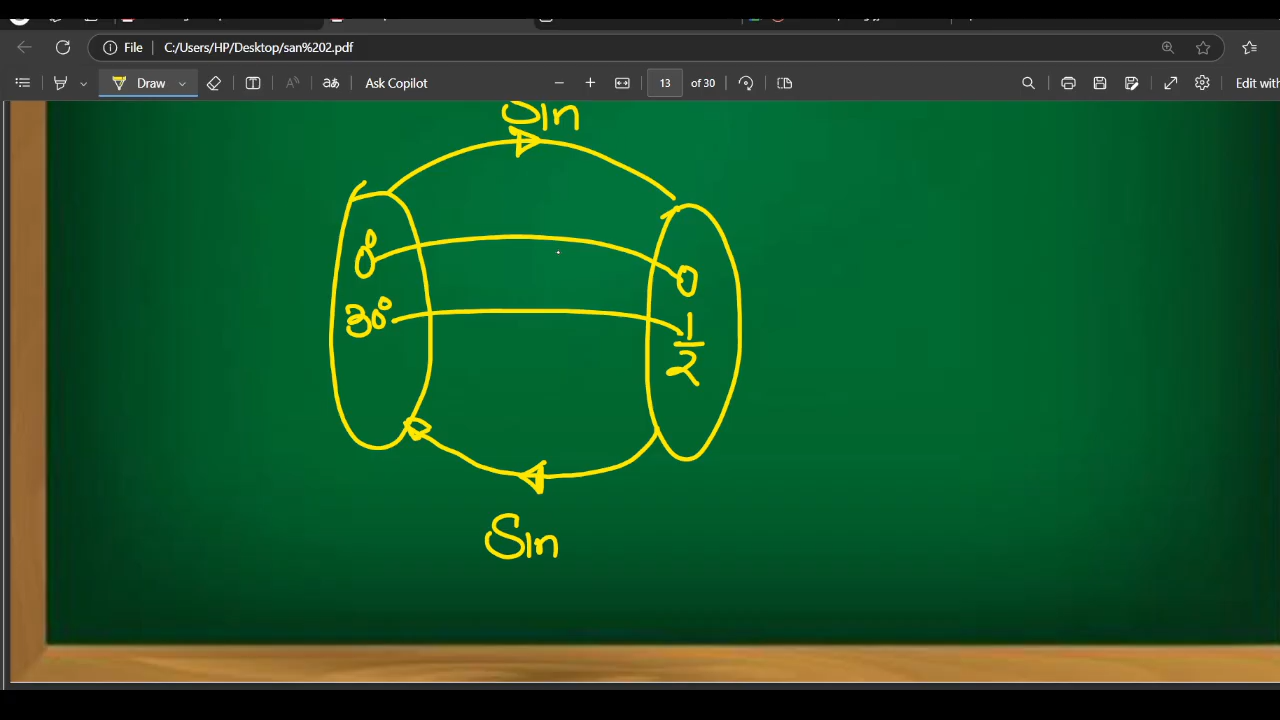 File C:/Users/HP/Desktop/san%202.pdf
Draw Ask Copilot 13 of 30 Edit with
Sin
0° 0
30° 1/2
Sin